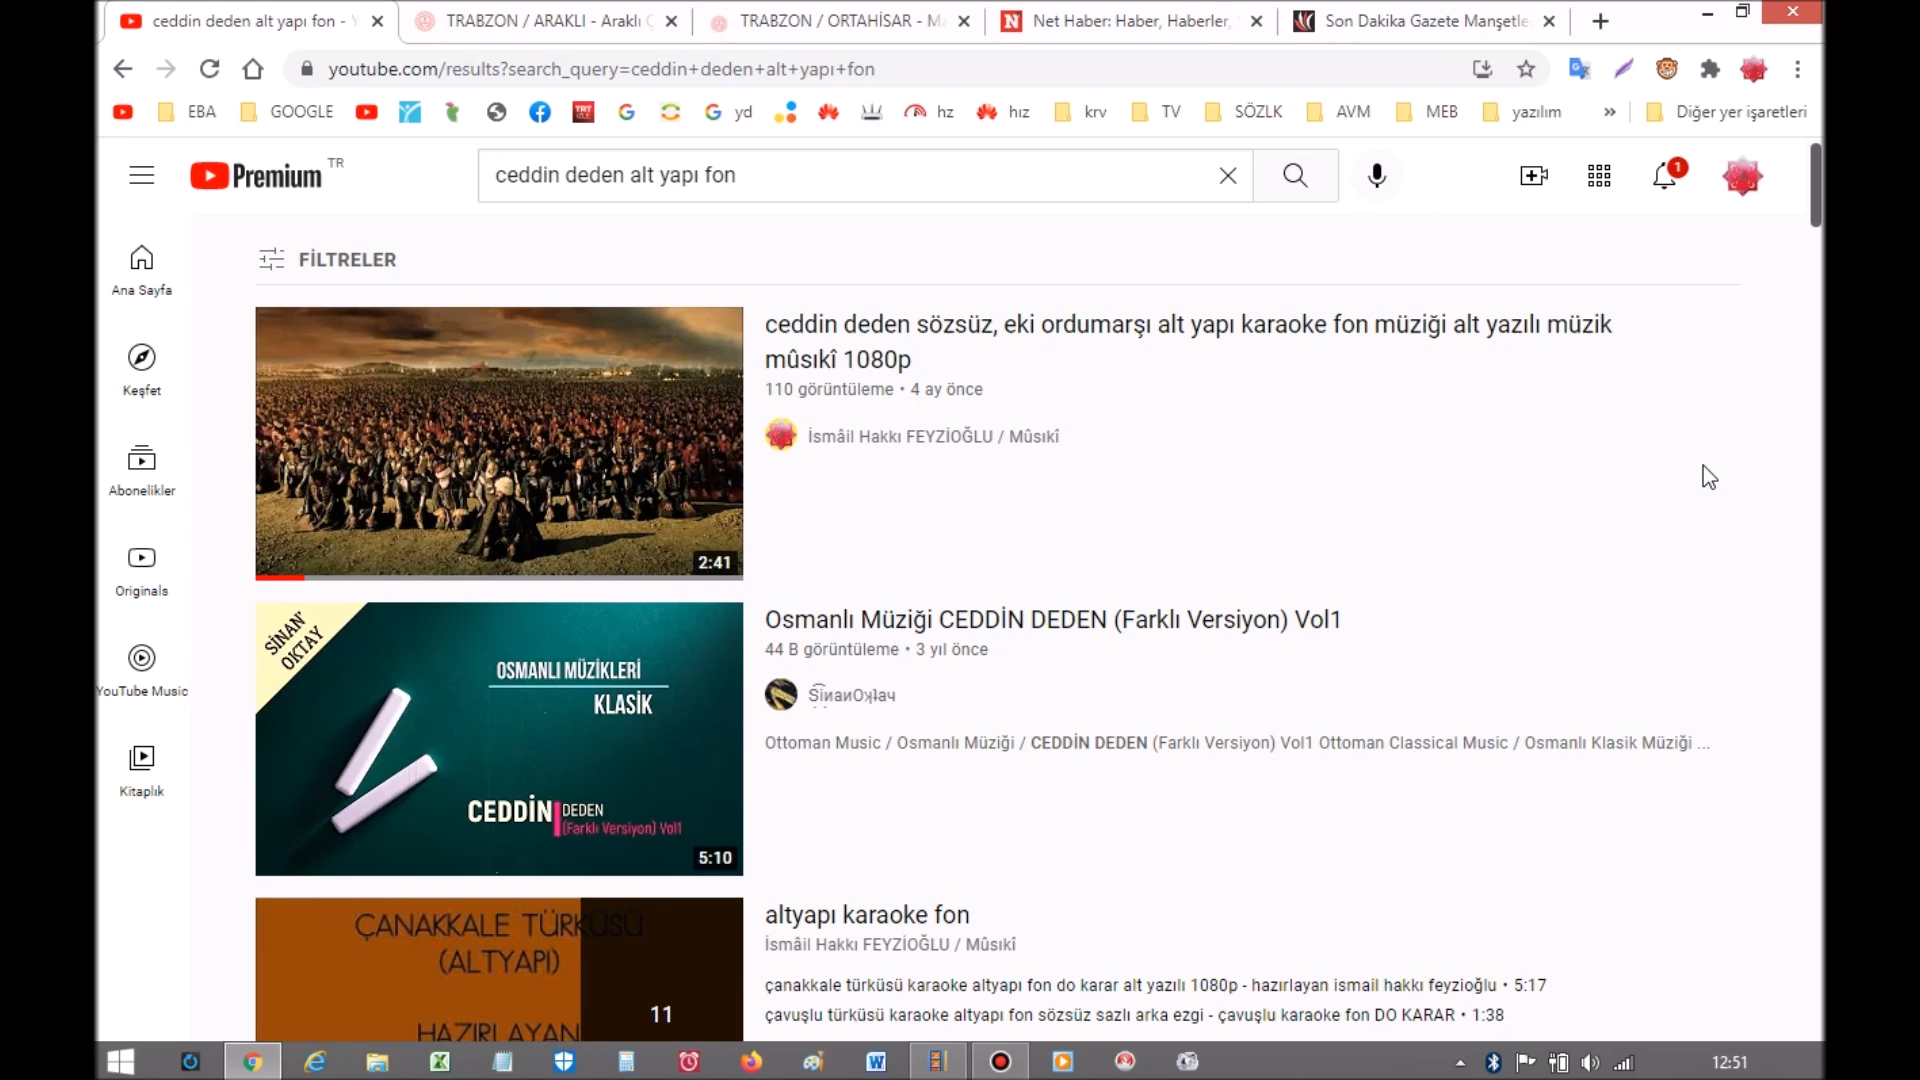 ceddin deden alt yapı fon - Y
TRABZON / ARAKLI - Araklı Ç
TRABZON / ORTAHİSAR - Ma
Net Haber: Haber, Haberler,
Son Dakika Gazete Manşetle
youtube.com/results?search_query=ceddin+deden+alt+yapı+fon
EBA GOOGLE yd hz hız krv TV SÖZLK AVM MEB yazılım » Diğer yer işaretleri
Premium TR
ceddin deden alt yapı fon
1
FİLTRELER
Ana Sayfa
Keşfet
Abonelikler
Originals
YouTube Music
Kitaplık
2:41
ceddin deden sözsüz, eki ordumarşı alt yapı karaoke fon müziği alt yazılı müzik
mûsıkî 1080p
110 görüntüleme • 4 ay önce
İsmâil Hakkı FEYZİOĞLU / Mûsıkî
SİNAN
OKTAY
OSMANLI MÜZİKLERİ
KLASİK
CEDDİN DEDEN
(Farklı Versiyon) Vol1
5:10
Osmanlı Müziği CEDDİN DEDEN (Farklı Versiyon) Vol1
44 B görüntüleme • 3 yıl önce
Ottoman Music / Osmanlı Müziği / CEDDİN DEDEN (Farklı Versiyon) Vol1 Ottoman Classical Music / Osmanlı Klasik Müziği ...
ÇANAKKALE TÜRKÜSÜ
(ALTYAPI)
HAZIRLAYAN
11
altyapı karaoke fon
İsmâil Hakkı FEYZİOĞLU / Mûsıkî
çanakkale türküsü karaoke altyapı fon do karar alt yazılı 1080p - hazırlayan ismail hakkı feyzioğlu • 5:17
çavuşlu türküsü karaoke altyapı fon sözsüz sazlı arka ezgi - çavuşlu karaoke fon DO KARAR • 1:38
12:51